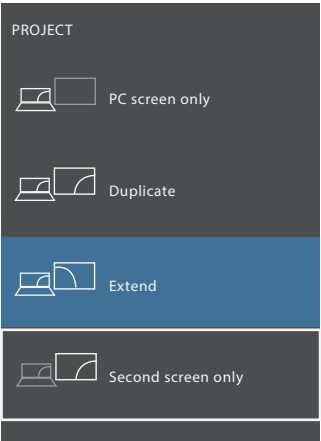 PROJECT
PC screen only
Duplicate
Extend
Second screen only